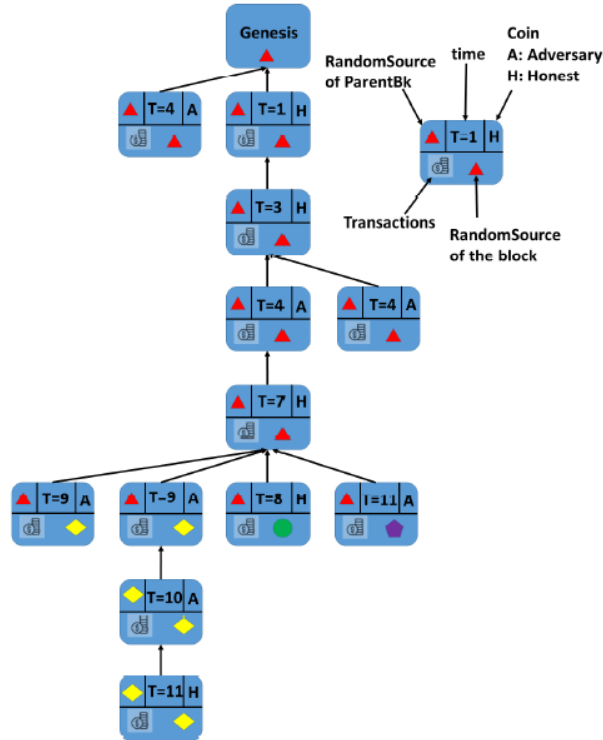 Genesis
RandomSource
of ParentBk
time
Coin
A: Adversary
H: Honest
T=4 A
T=1 H
T=1 H
Transactions
RandomSource
of the block
T=3 H
T=4 A
T=4 A
T=7 H
T=9 A
T–9 A
T=8 H
I=11 A
T=10 A
T=11 H